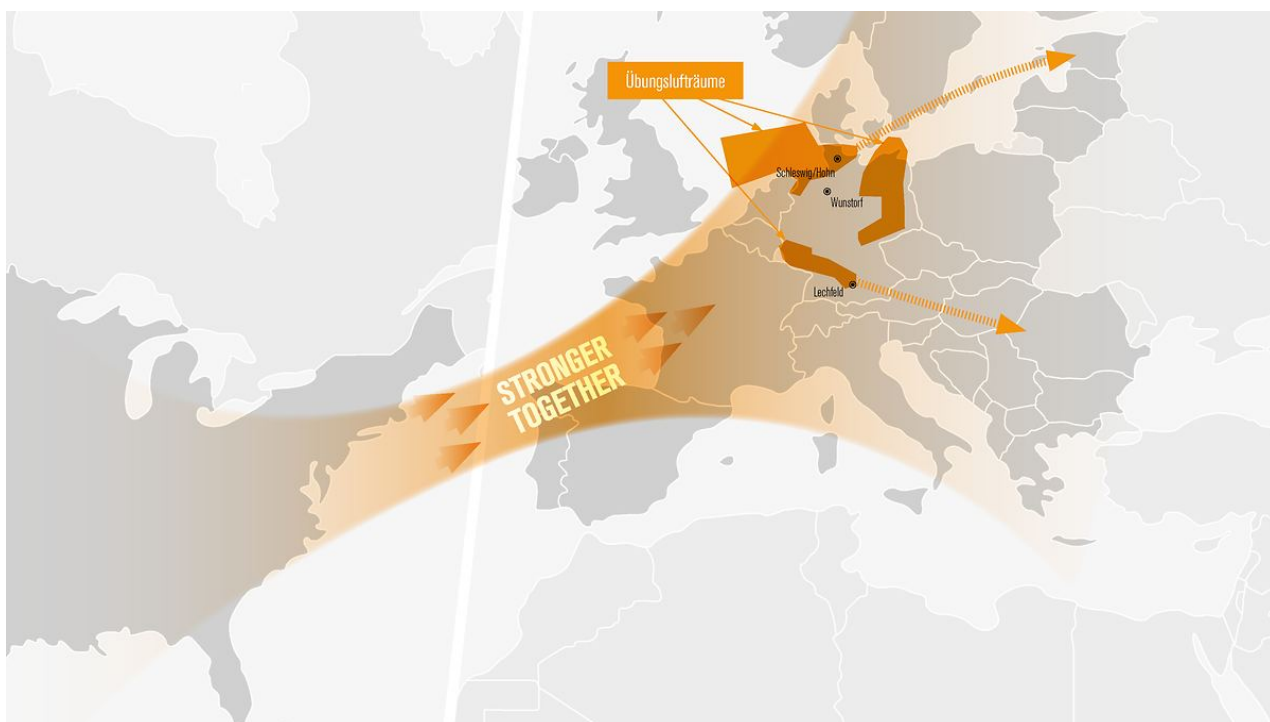 Übungslufträume
Schleswig/Hohn
Wunstorf
Lechfeld
STRONGER
TOGETHER